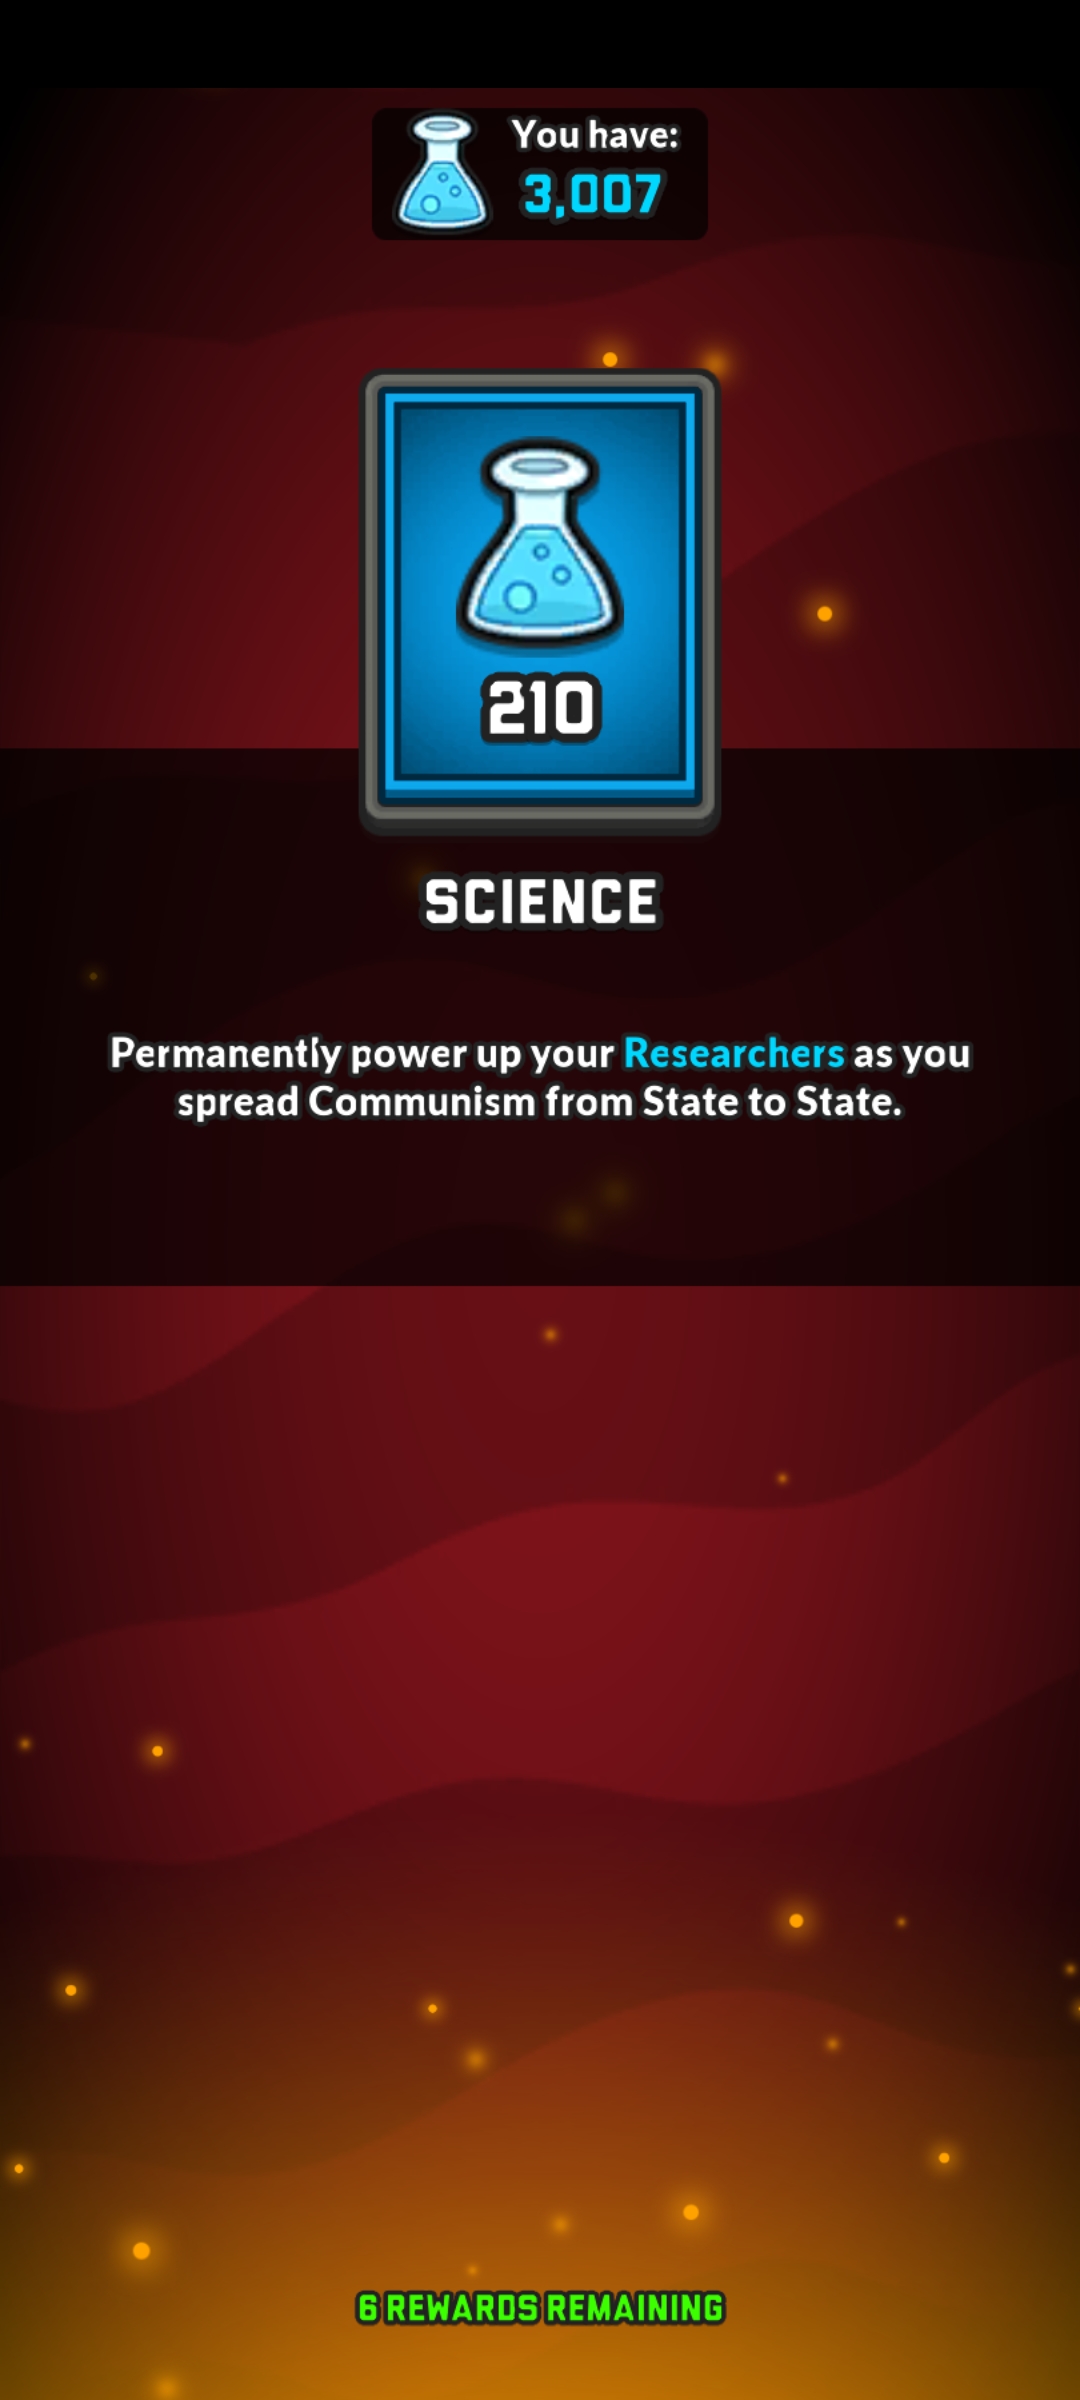 You have:
3,007
210
SCIENCE
Permanently power up your Researchers as you
spread Communism from State to State.
6 REWARDS REMAINING